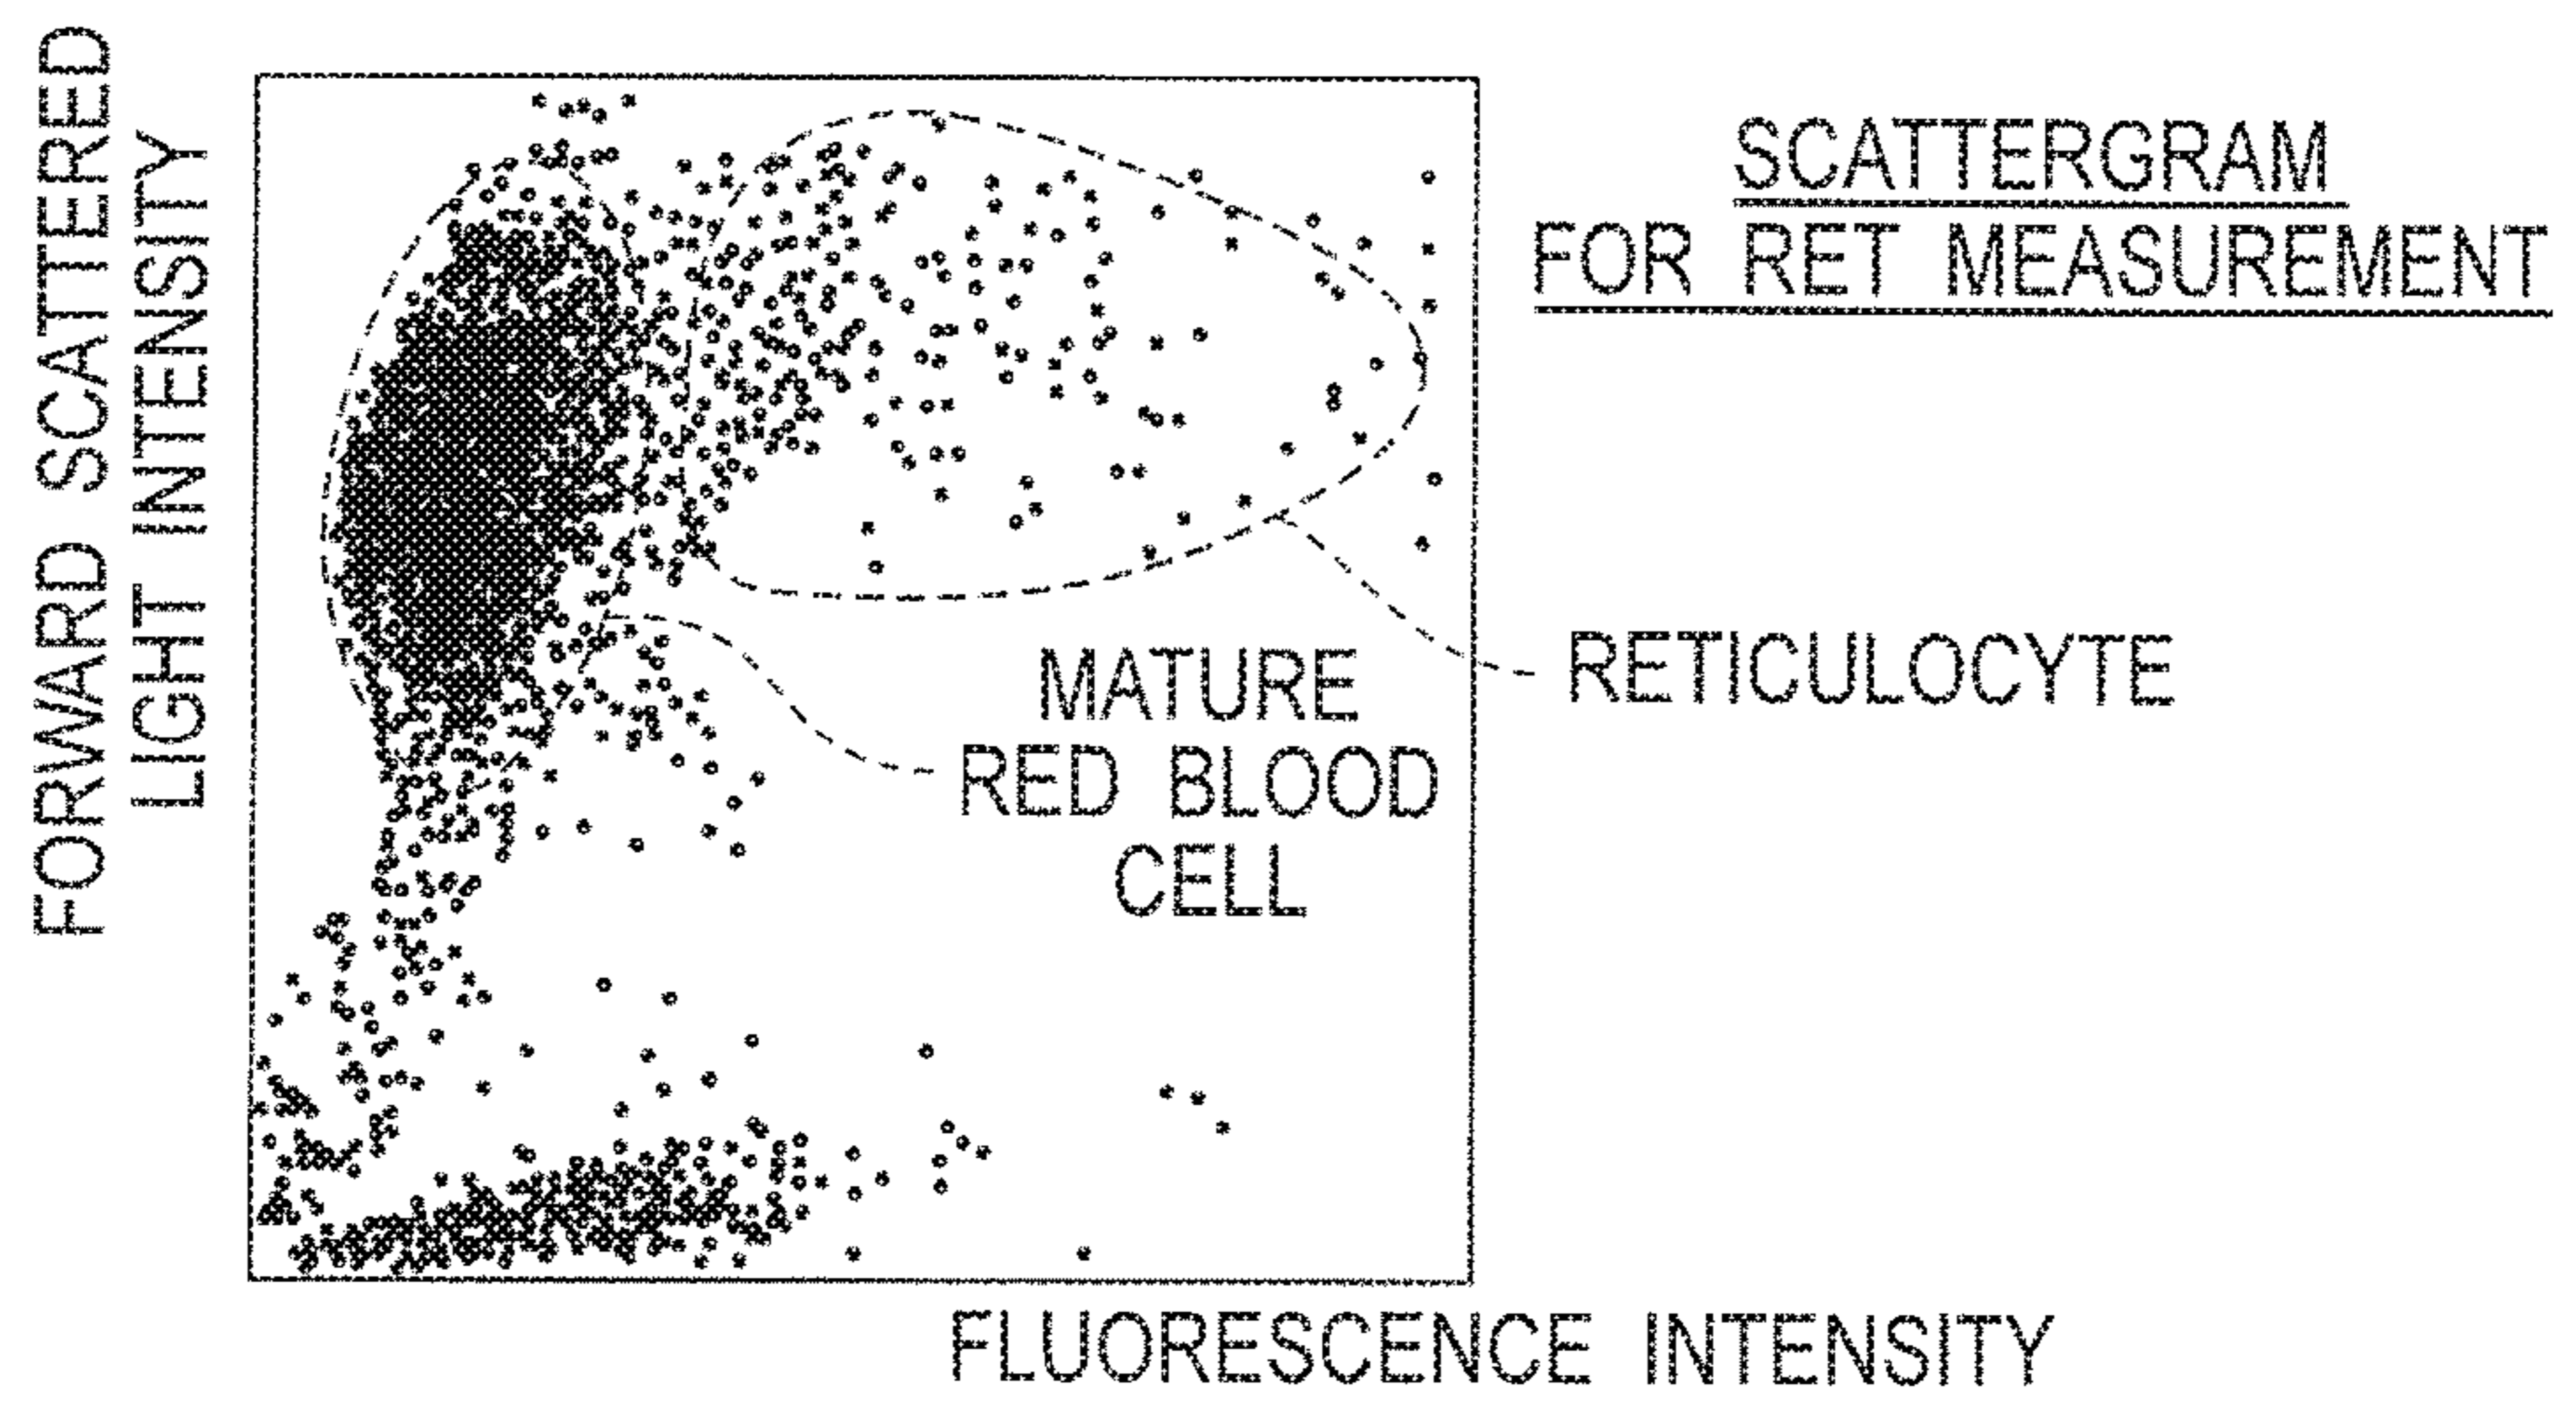 FORWARD SCATTERED
LIGHT INTENSITY
SCATTERGRAM
FOR RET MEASUREMENT
RETICULOCYTE
MATURE
RED BLOOD
CELL
FLUORESCENCE INTENSITY